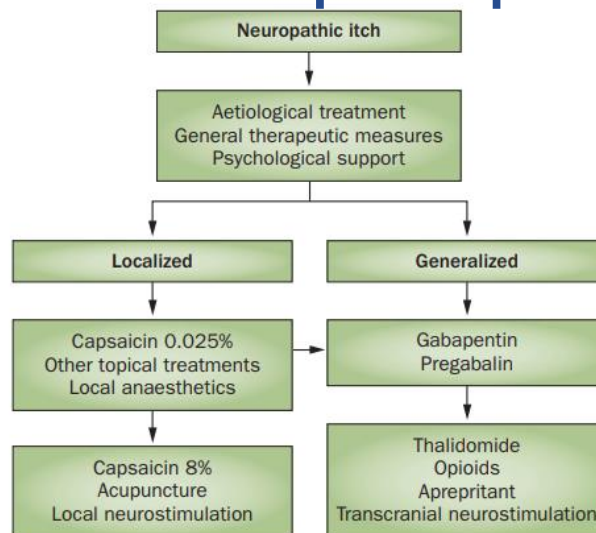 Neuropathic itch
Aetiological treatment
General therapeutic measures
Psychological support
Localized
Generalized
Capsaicin 0.025%
Other topical treatments
Local anaesthetics
Gabapentin
Pregabalin
Capsaicin 8%
Acupuncture
Local neurostimulation
Thalidomide
Opioids
Aprepritant
Transcranial neurostimulation